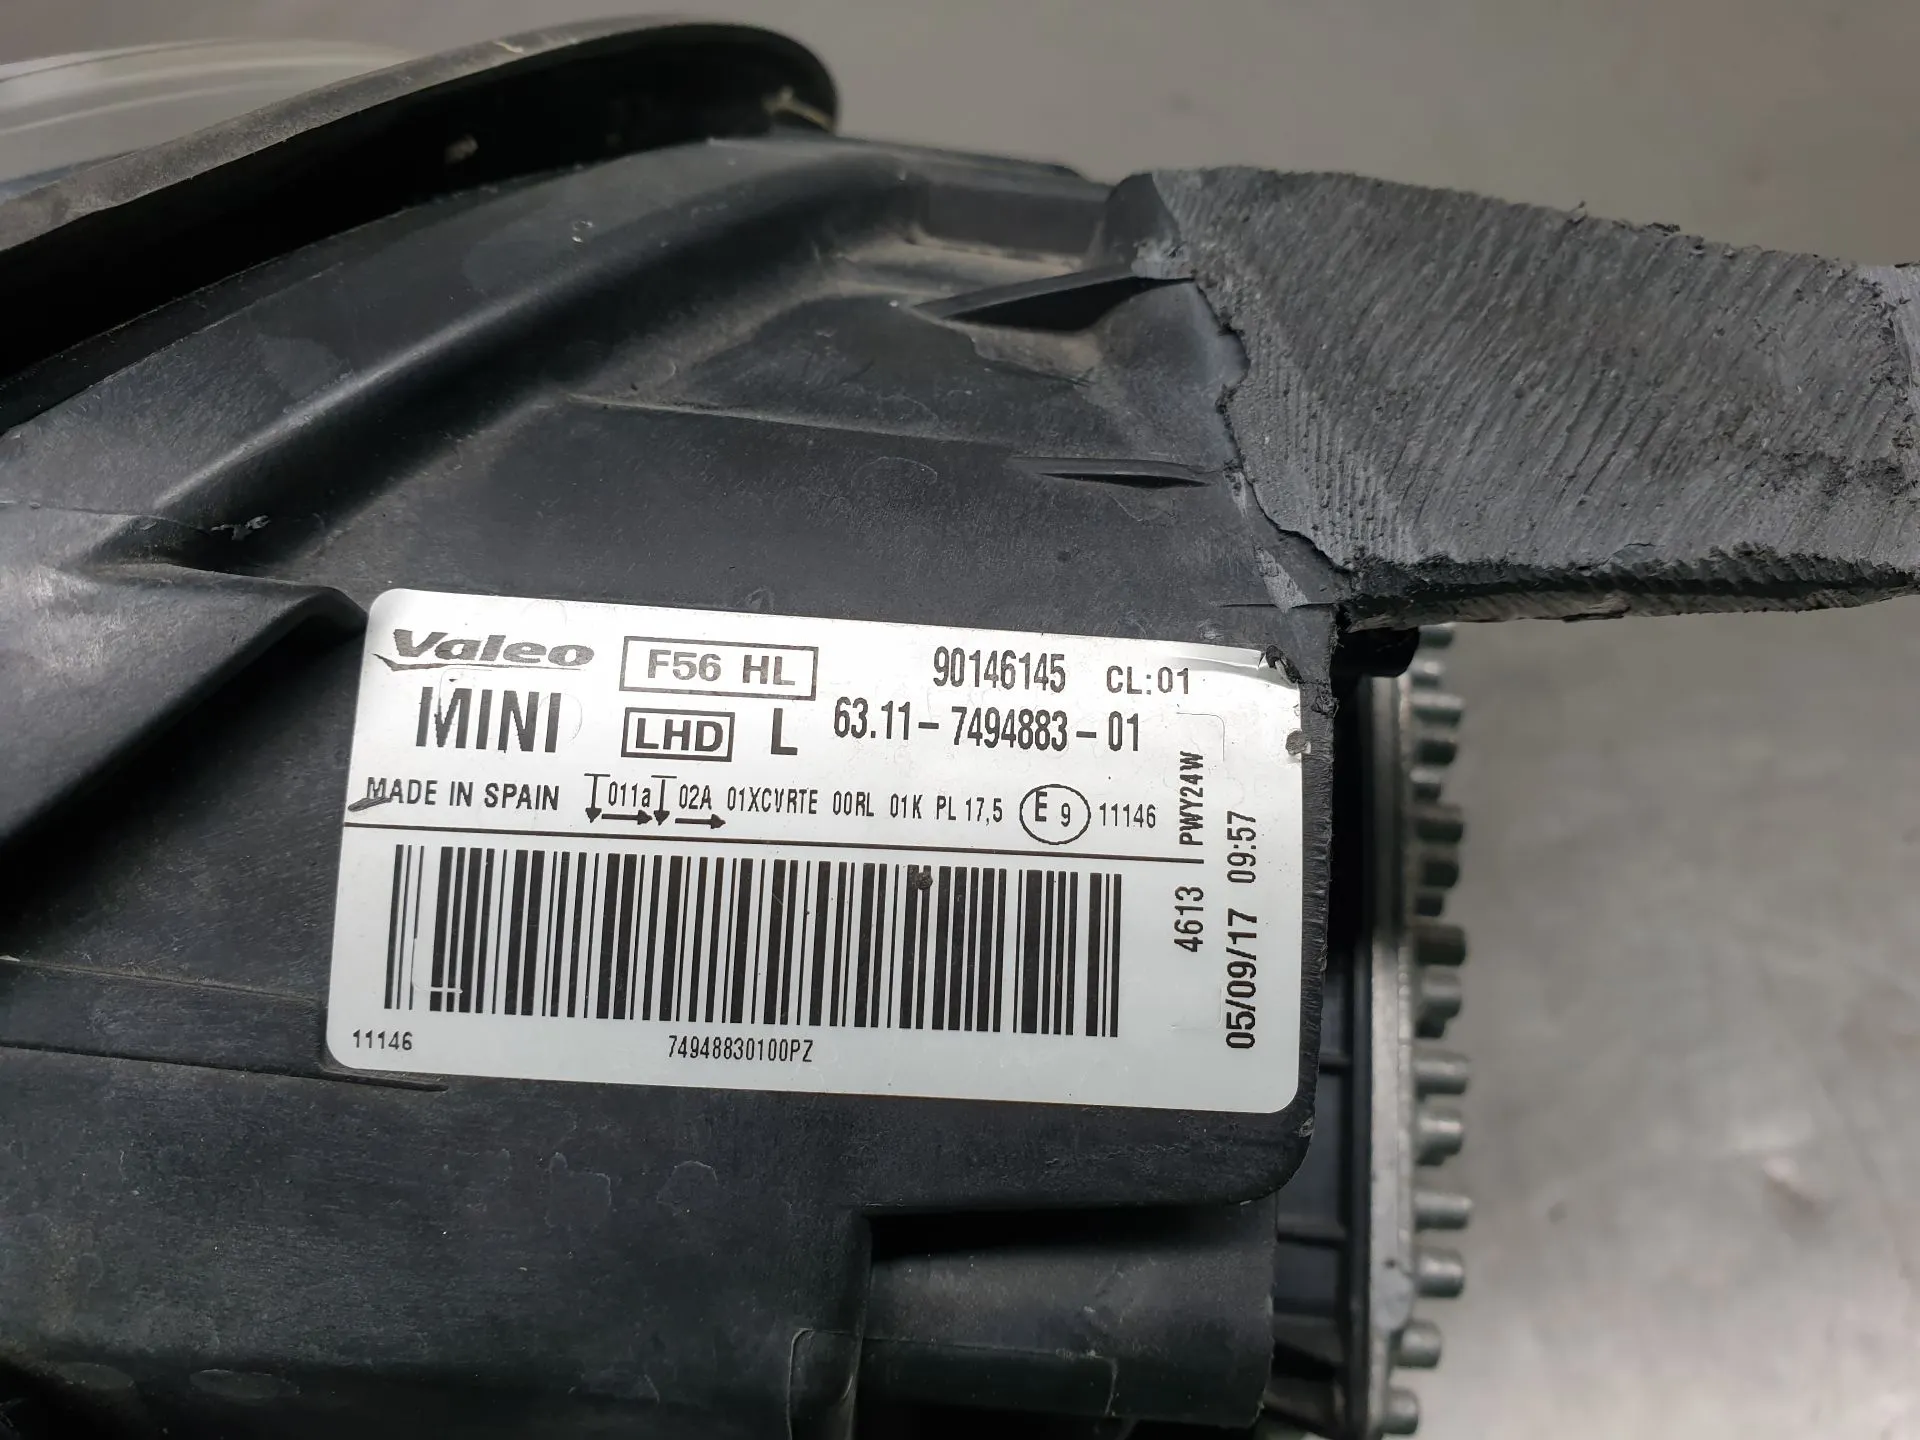 Valeo F56 HL 90146145 CL:01
MINI LHD L 63.11-7494883-01
MADE IN SPAIN 011a 02A 01XCVRTE 00RL 01K PL 17,5 E 9 11146
4613 PWY24W
05/09/17 09:57
11146 74948830100PZ